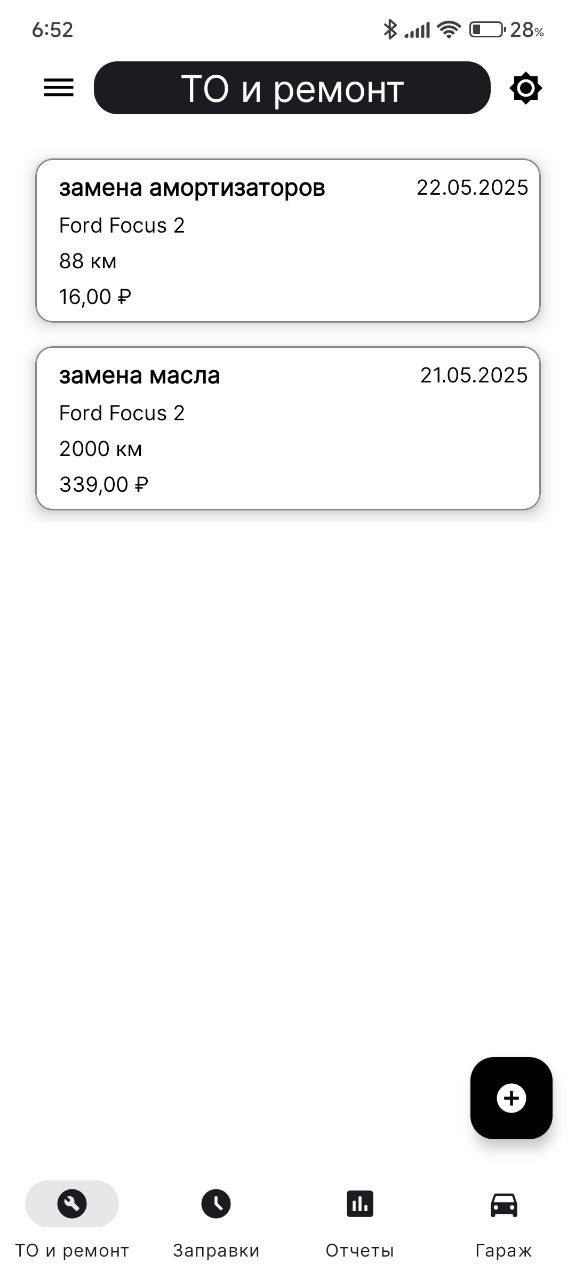 6:52
28%
ТО и ремонт
замена амортизаторов 22.05.2025
Ford Focus 2
88 км
16,00 ₽
замена масла 21.05.2025
Ford Focus 2
2000 км
339,00 ₽
ТО и ремонт Заправки Отчеты Гараж